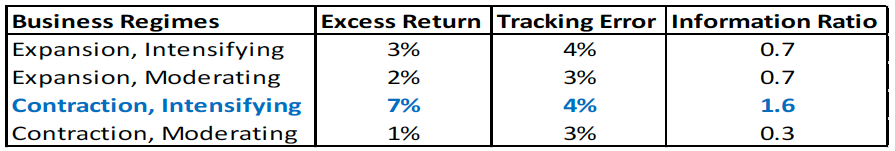 Business Regimes Excess Return Tracking Error Information Ratio
Expansion, Intensifying 3% 4% 0.7
Expansion, Moderating 2% 3% 0.7
Contraction, Intensifying 7% 4% 1.6
Contraction, Moderating 1% 3% 0.3